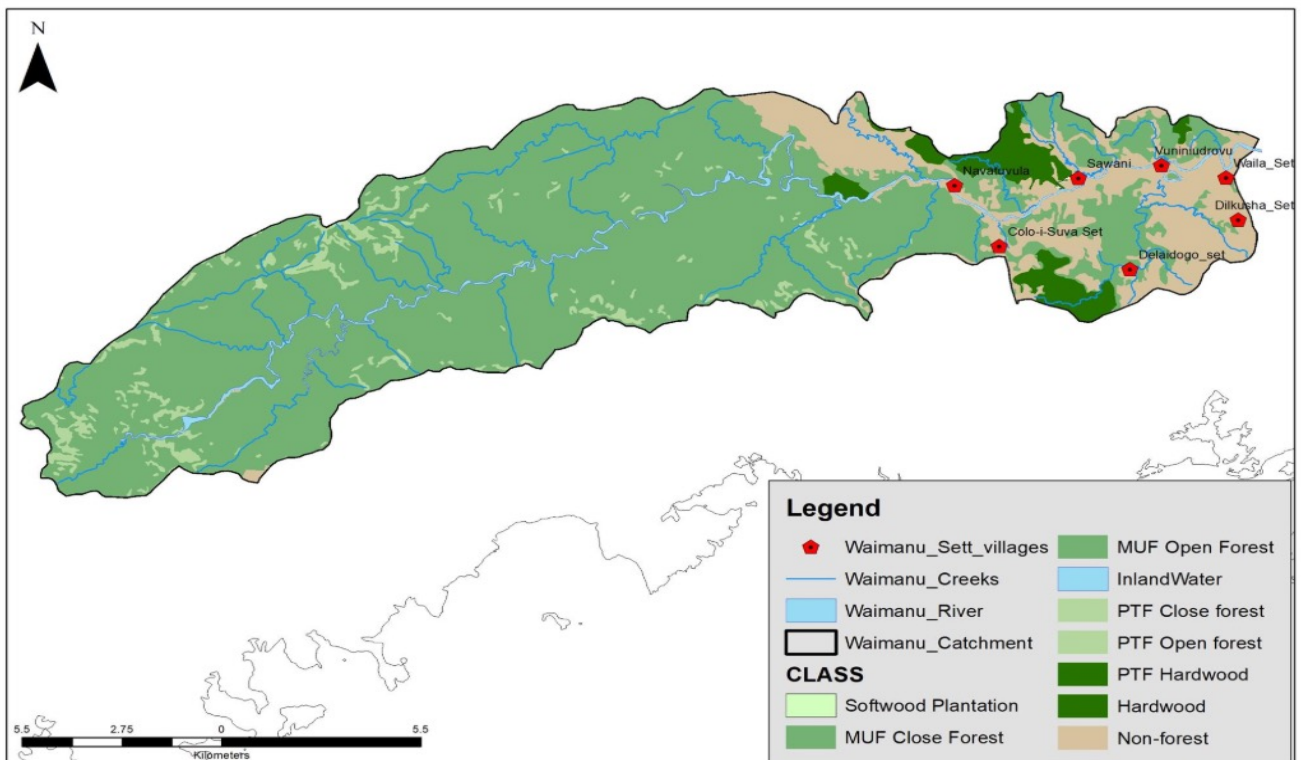 N
Navatuvula
Sawani
Vuniniudrovu
Waila_Set
Dilkusha_Set
Colo-i-Suva Set
Delaidogo_set
Legend
Waimanu_Sett_villages
Waimanu_Creeks
Waimanu_River
Waimanu_Catchment
CLASS
Softwood Plantation
MUF Close Forest
MUF Open Forest
InlandWater
PTF Close forest
PTF Open forest
PTF Hardwood
Hardwood
Non-forest
5.5 2.75 0 5.5
Kilometers